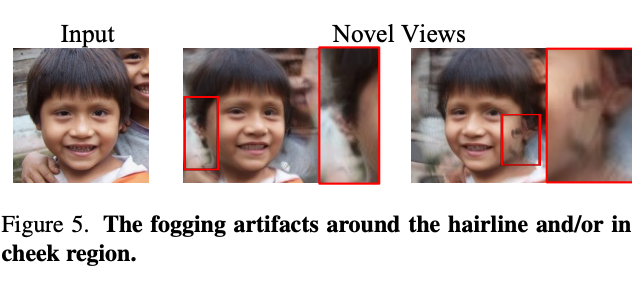 Input
Novel Views
Figure 5. The fogging artifacts around the hairline and/or in
cheek region.